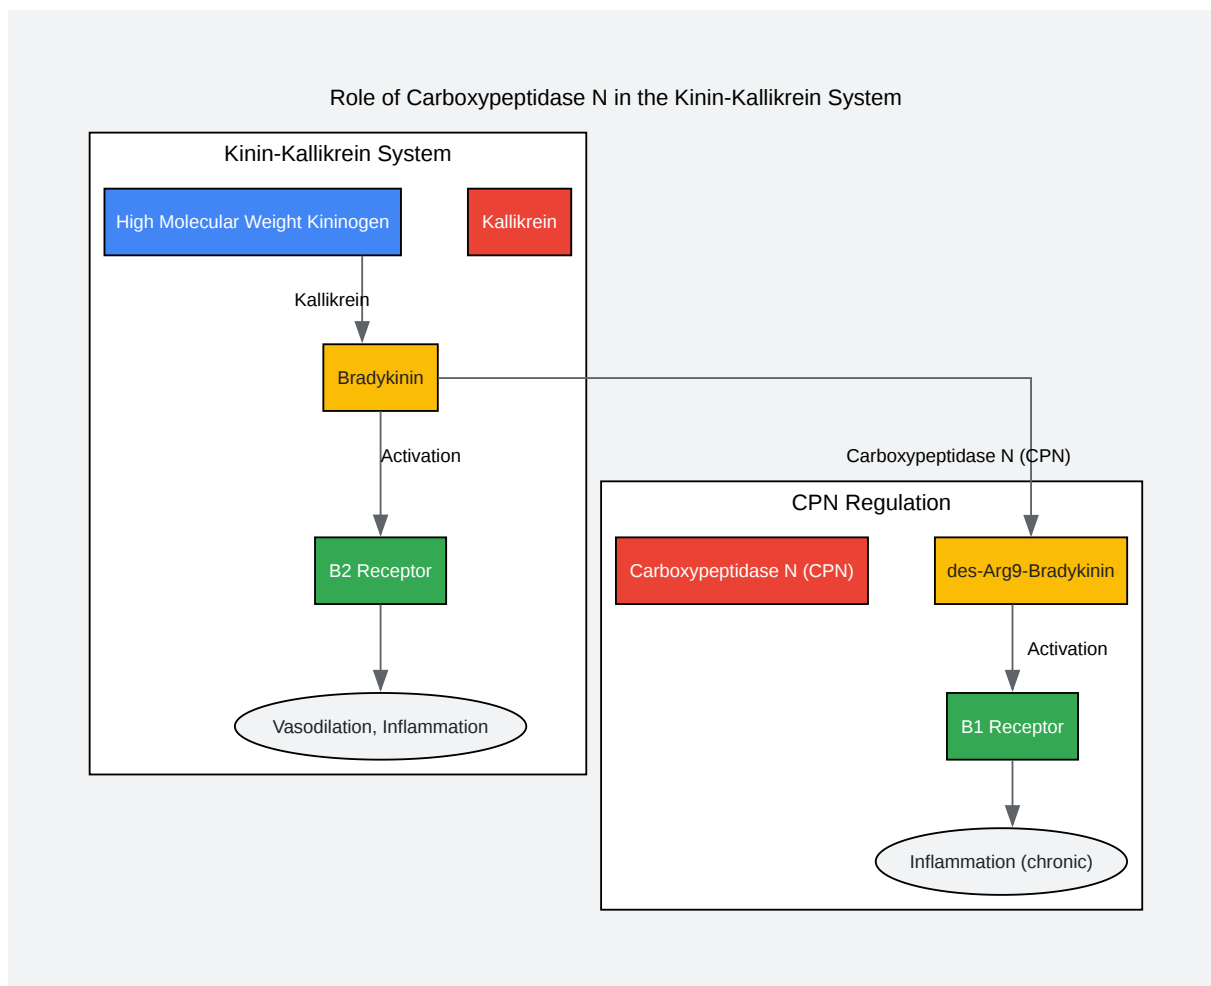 Role of Carboxypeptidase N in the Kinin-Kallikrein System
Kinin-Kallikrein System
High Molecular Weight Kininogen
Kallikrein
Kallikrein
Bradykinin
Activation
B2 Receptor
Vasodilation, Inflammation
Carboxypeptidase N (CPN)
CPN Regulation
Carboxypeptidase N (CPN)
des-Arg9-Bradykinin
Activation
B1 Receptor
Inflammation (chronic)